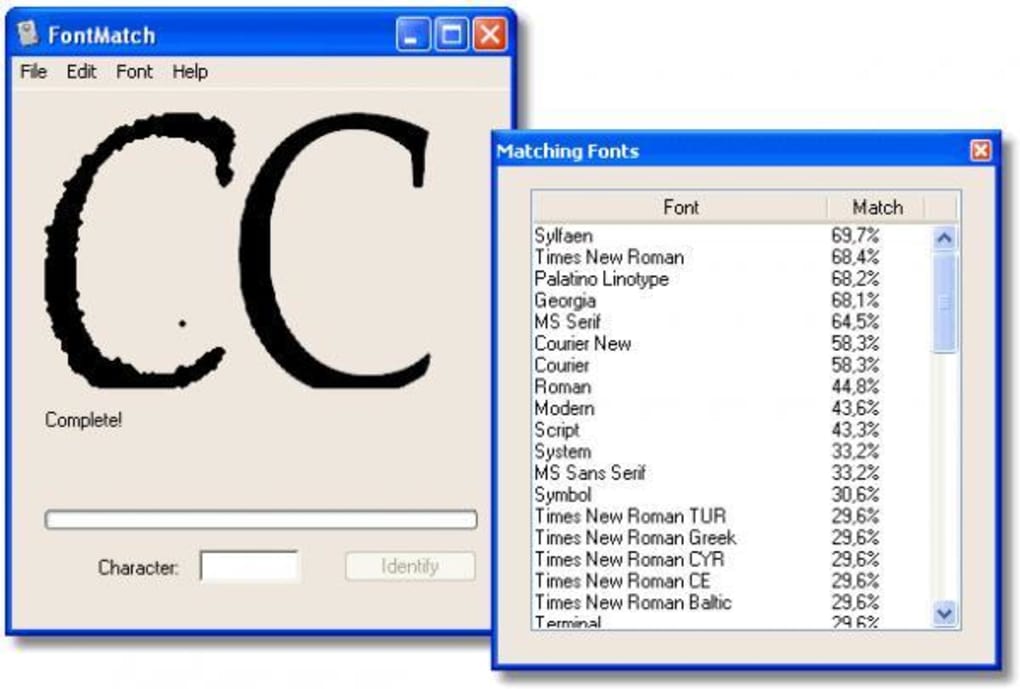 FontMatch
File Edit Font Help
CC
Complete!
Character:
Identify
Matching Fonts
Font Match
Sylfaen 69,7%
Times New Roman 68,4%
Palatino Linotype 68,2%
Georgia 68,1%
MS Serif 64,5%
Courier New 58,3%
Courier 58,3%
Roman 44,8%
Modern 43,6%
Script 43,3%
System 33,2%
MS Sans Serif 33,2%
Symbol 30,6%
Times New Roman TUR 29,6%
Times New Roman Greek 29,6%
Times New Roman CYR 29,6%
Times New Roman CE 29,6%
Times New Roman Baltic 29,6%
Terminal 29,6%